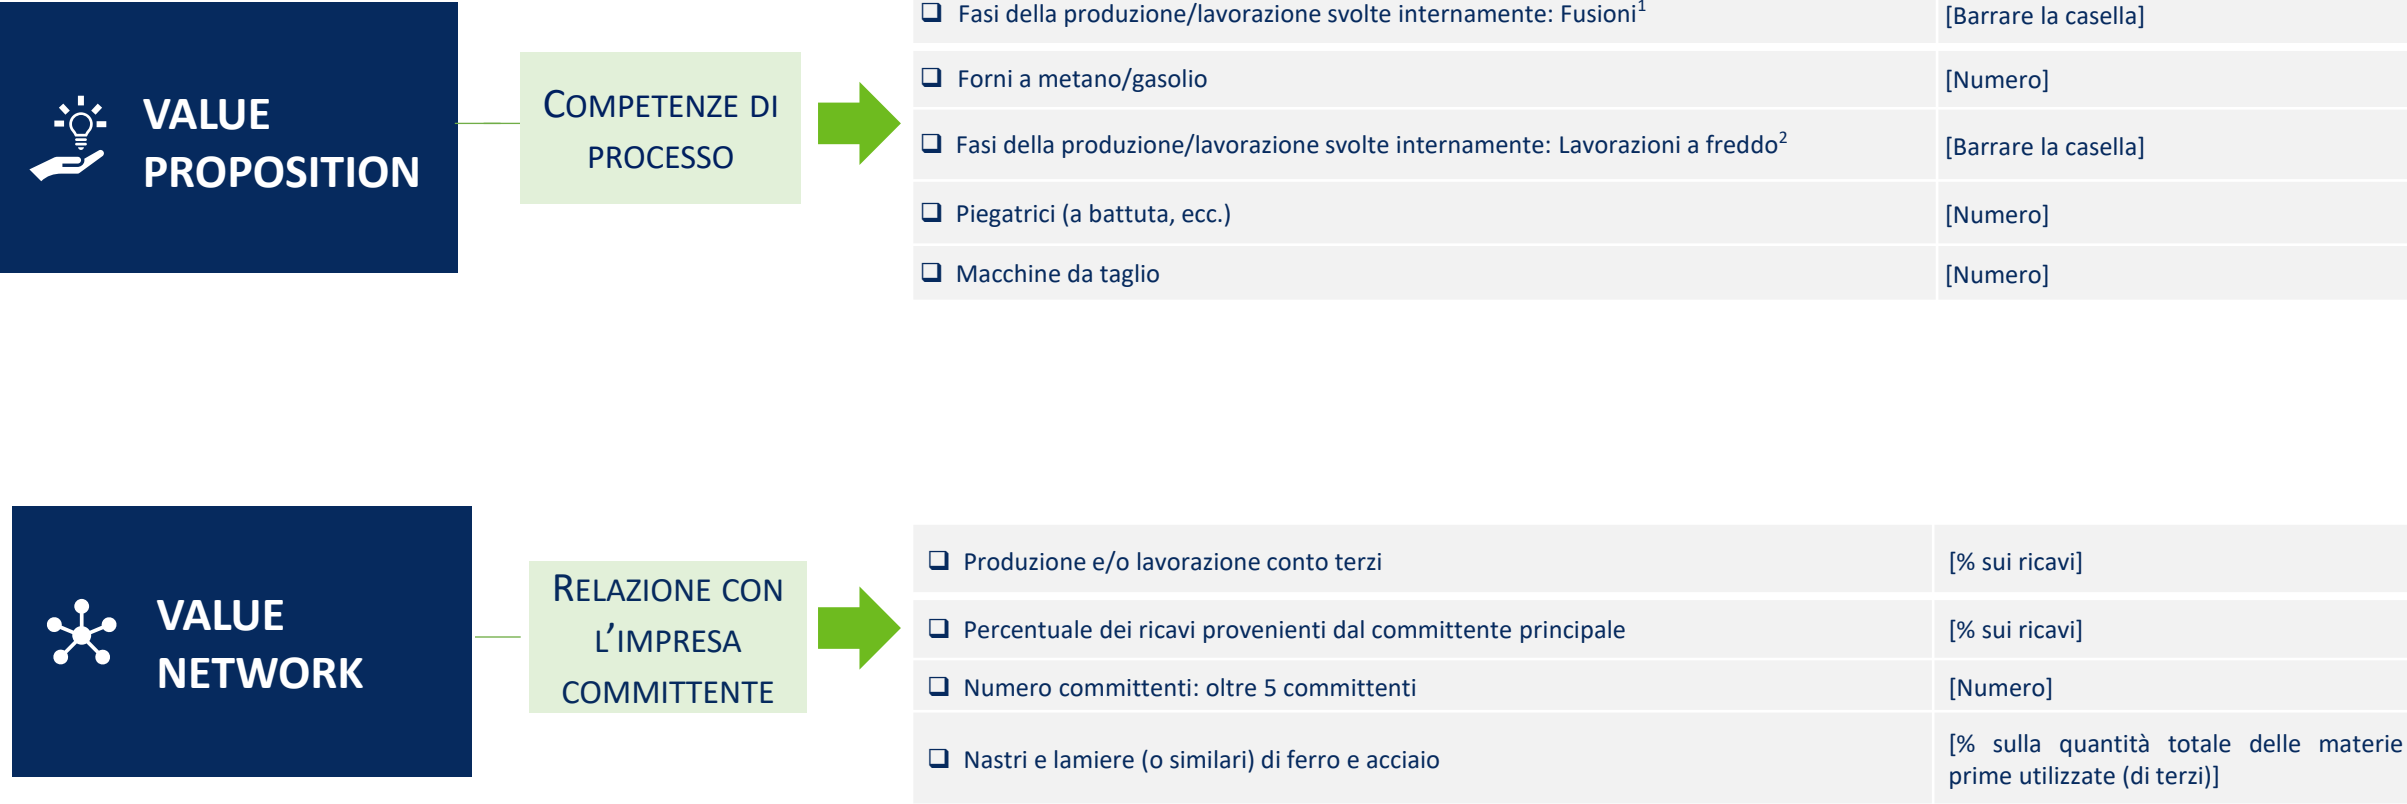 VALUE
PROPOSITION
COMPETENZE DI
PROCESSO
❑ Fasi della produzione/lavorazione svolte internamente: Fusioni¹ [Barrare la casella]
❑ Forni a metano/gasolio [Numero]
❑ Fasi della produzione/lavorazione svolte internamente: Lavorazioni a freddo² [Barrare la casella]
❑ Piegatrici (a battuta, ecc.) [Numero]
❑ Macchine da taglio [Numero]
VALUE
NETWORK
RELAZIONE CON
L'IMPRESA
COMMITTENTE
❑ Produzione e/o lavorazione conto terzi [% sui ricavi]
❑ Percentuale dei ricavi provenienti dal committente principale [% sui ricavi]
❑ Numero committenti: oltre 5 committenti [Numero]
❑ Nastri e lamiere (o similari) di ferro e acciaio [% sulla quantità totale delle materie
prime utilizzate (di terzi)]